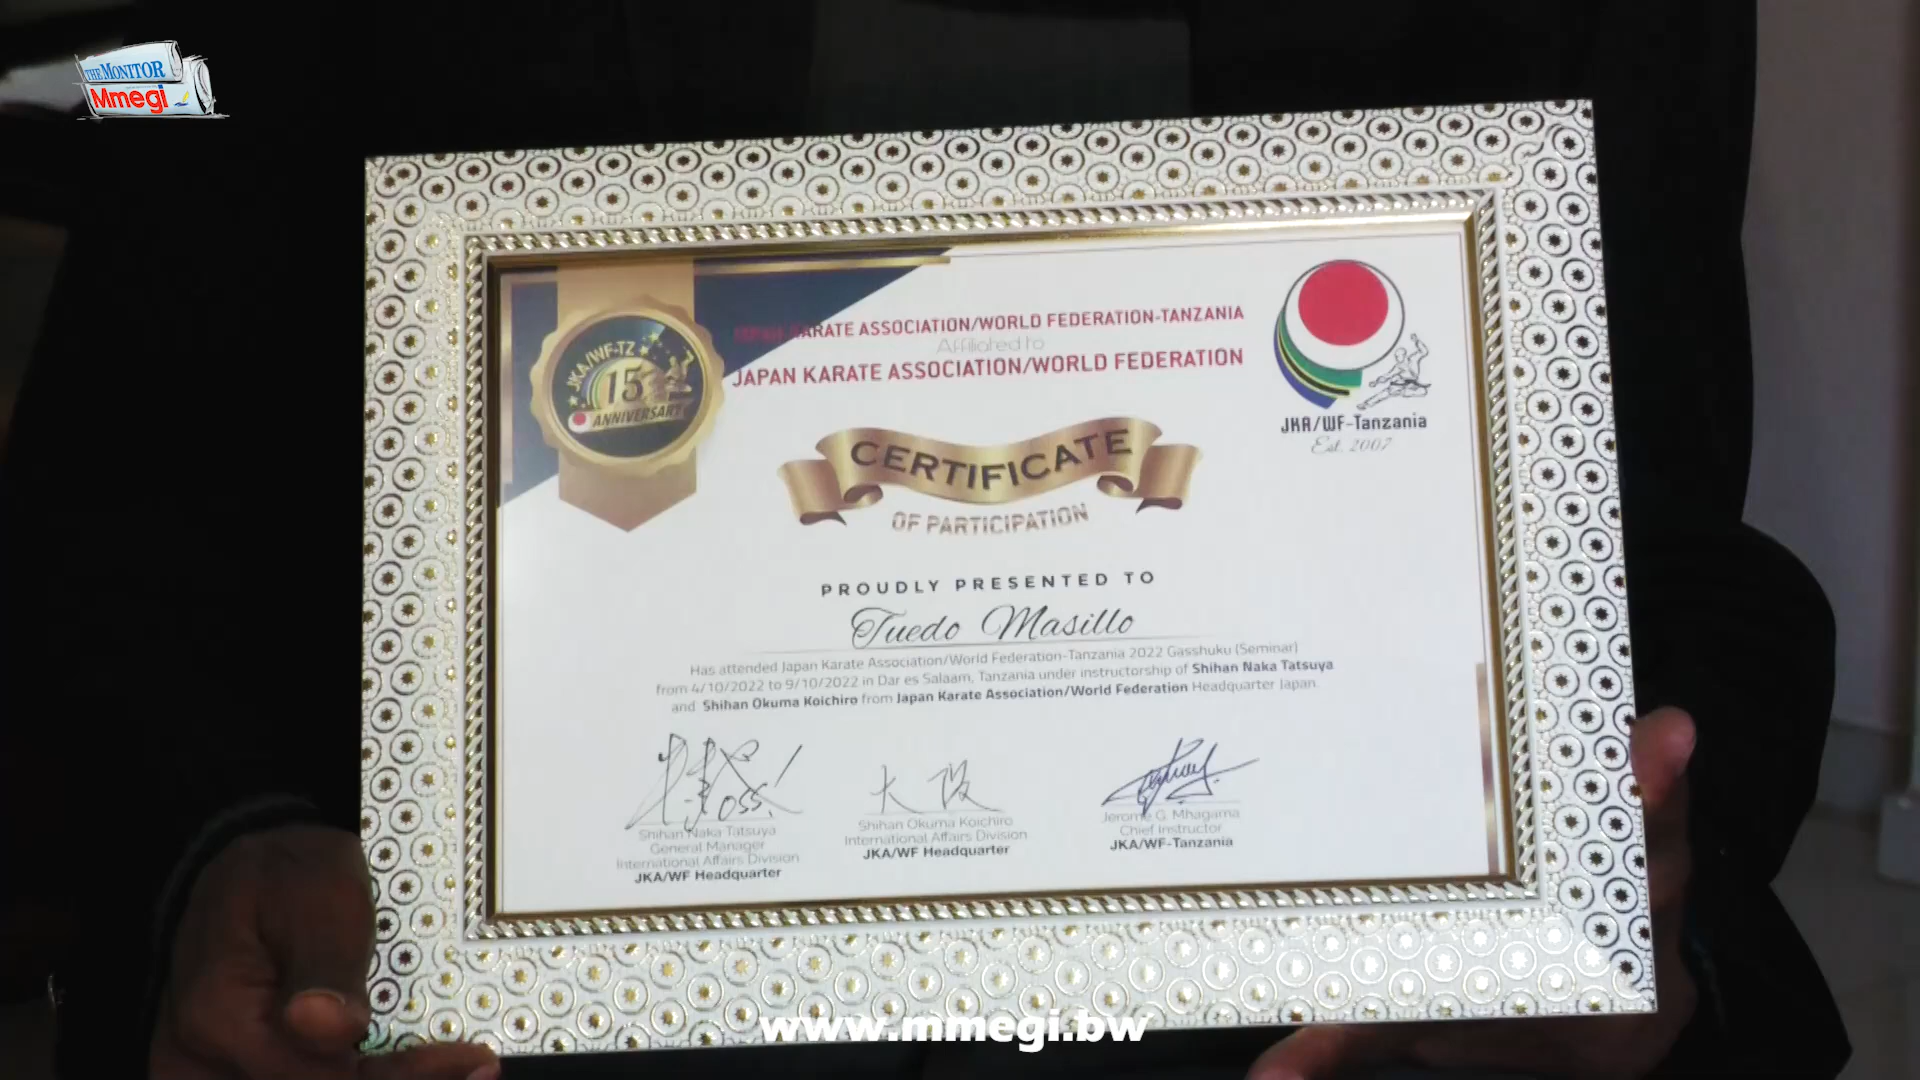 THE MONITOR
Mmegi
JAPAN KARATE ASSOCIATION/WORLD FEDERATION-TANZANIA
Affiliated to
JAPAN KARATE ASSOCIATION/WORLD FEDERATION
JKA/WF-TZ
15
ANNIVERSARY
JKA/WF-Tanzania
Est. 2007
CERTIFICATE
OF PARTICIPATION
PROUDLY PRESENTED TO
Tuedo Masillo
Has attended Japan Karate Association/World Federation-Tanzania 2022 Gasshuku (Seminar)
from 4/10/2022 to 9/10/2022 in Dar es Salaam, Tanzania under instructorship of Shihan Naka Tatsuya
and Shihan Okuma Koichiro from Japan Karate Association/World Federation Headquarter Japan.
oss!
Shihan Naka Tatsuya
General Manager
International Affairs Division
JKA/WF Headquarter
Shihan Okuma Koichiro
International Affairs Division
JKA/WF Headquarter
Jerome G. Mhagama
Chief Instructor
JKA/WF-Tanzania
www.mmegi.bw